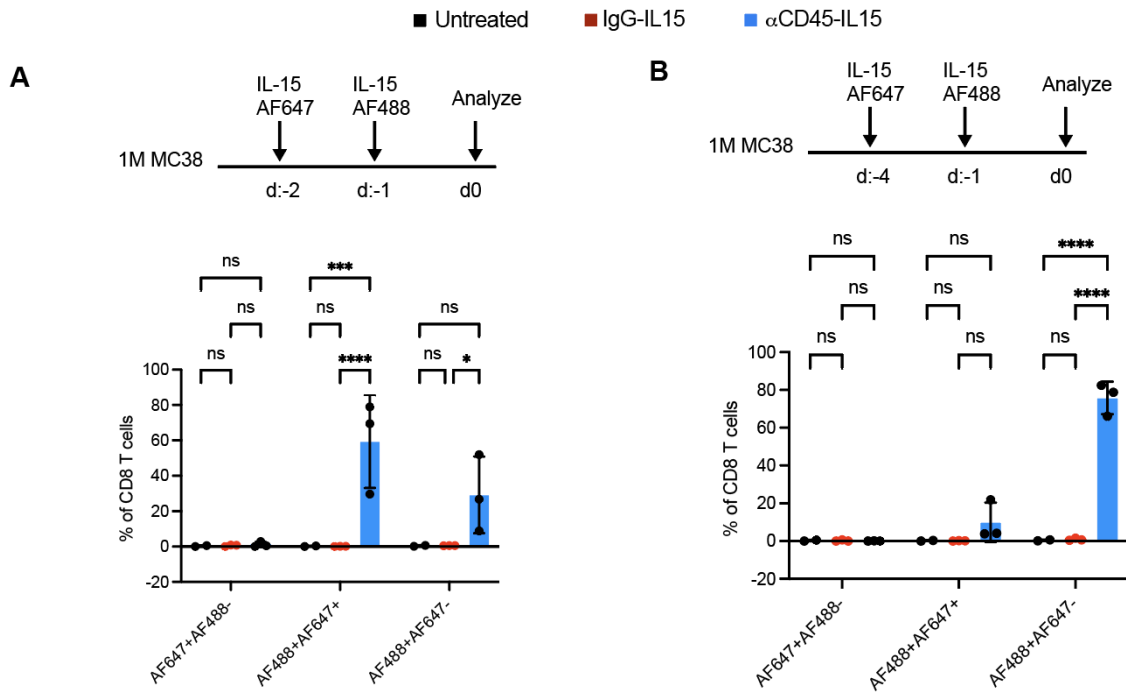 Untreated
IgG-IL15
αCD45-IL15
A
IL-15
AF647
IL-15
AF488
Analyze
1M MC38
d:-2
d:-1
d0
ns
***
ns
ns
ns
ns
ns
****
ns
*
100
80
60
40
20
0
-20
% of CD8 T cells
AF647+AF488-
AF488+AF647+
AF488+AF647-
B
IL-15
AF647
IL-15
AF488
Analyze
1M MC38
d:-4
d:-1
d0
ns
ns
****
ns
ns
****
ns
ns
ns
100
80
60
40
20
0
-20
% of CD8 T cells
AF647+AF488-
AF488+AF647+
AF488+AF647-